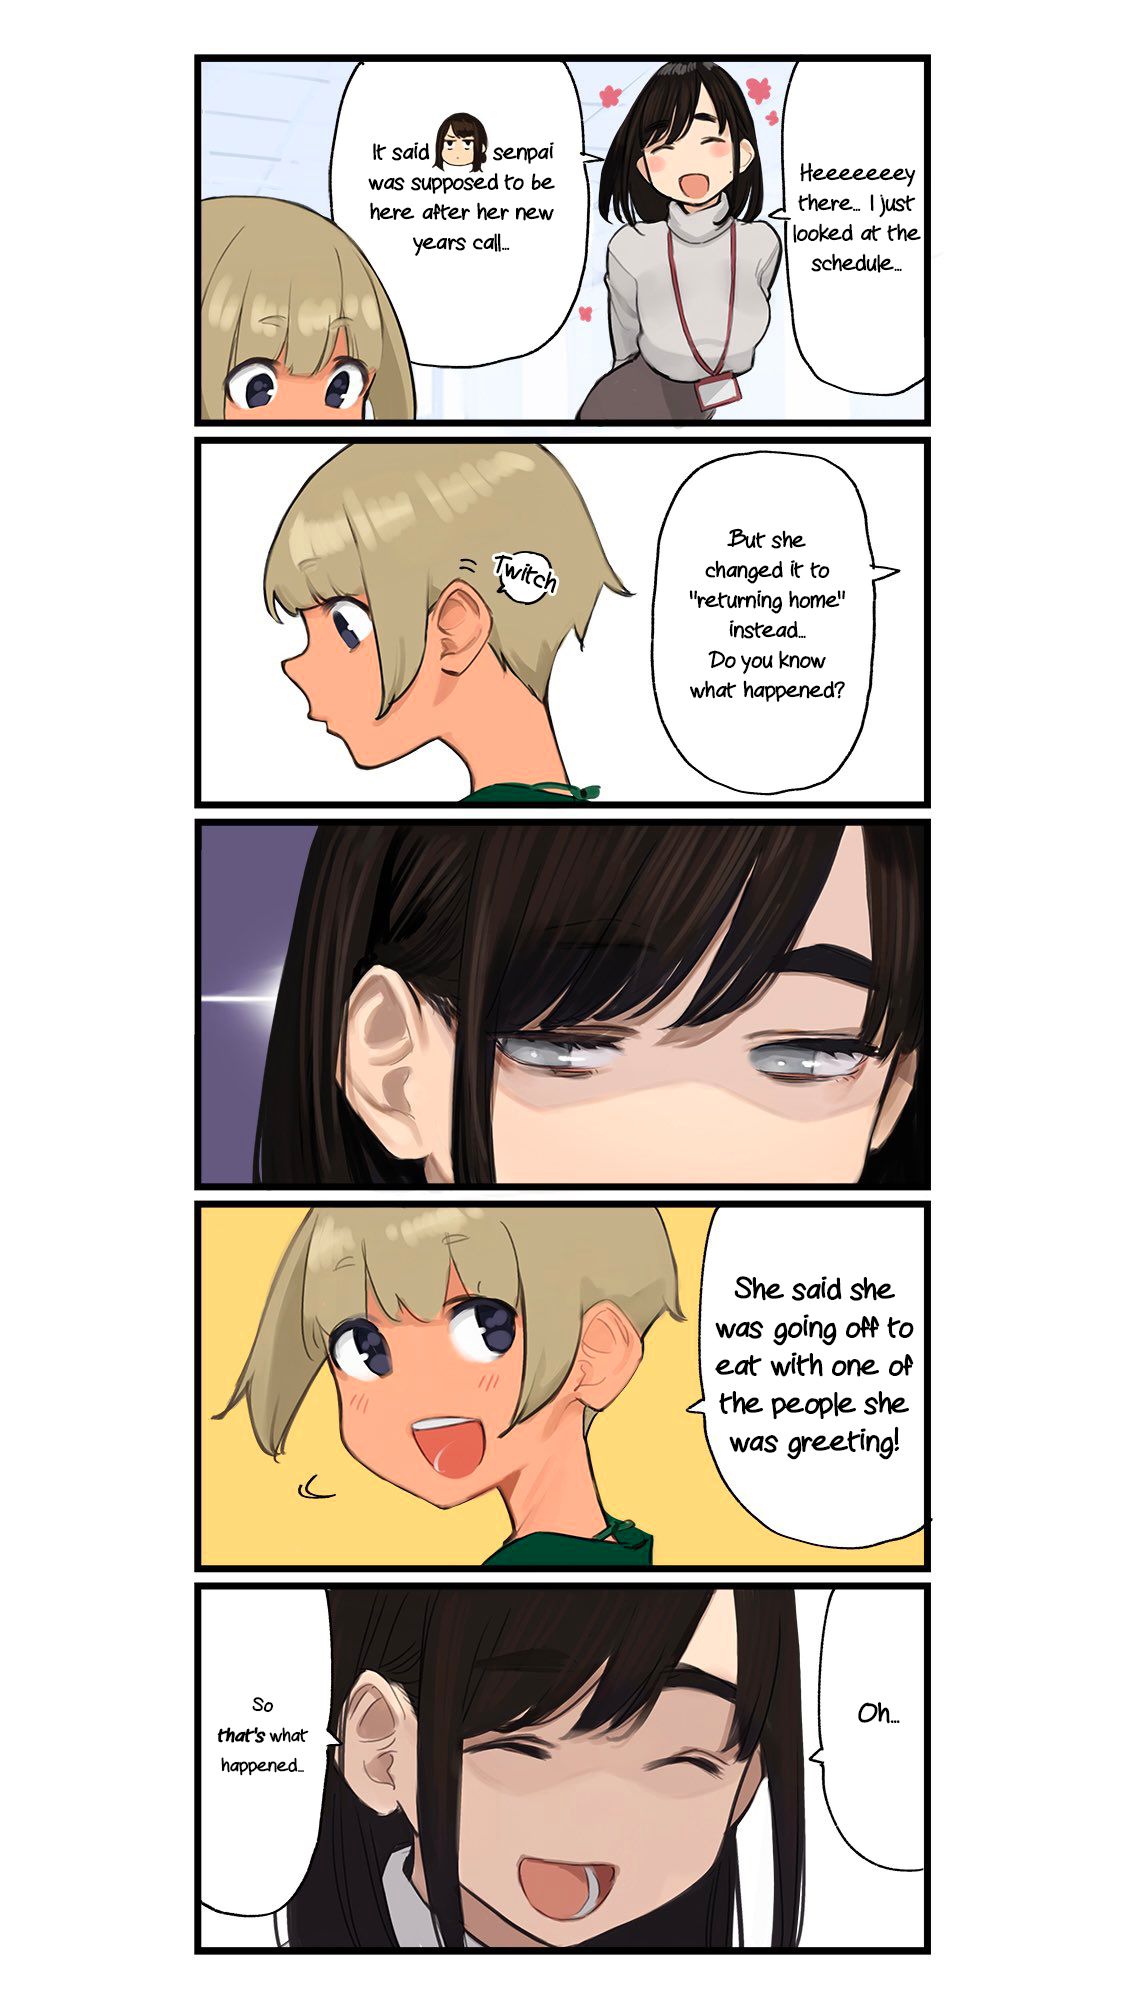 Heeeeeeey
there... I just
looked at the
schedule...
It said senpai
was supposed to be
here after her new
years call...
But she
changed it to
"returning home"
instead...
Do you know
what happened?
Twitch
She said she
was going off to
eat with one of
the people she
was greeting!
Oh...
So
that's what
happened...